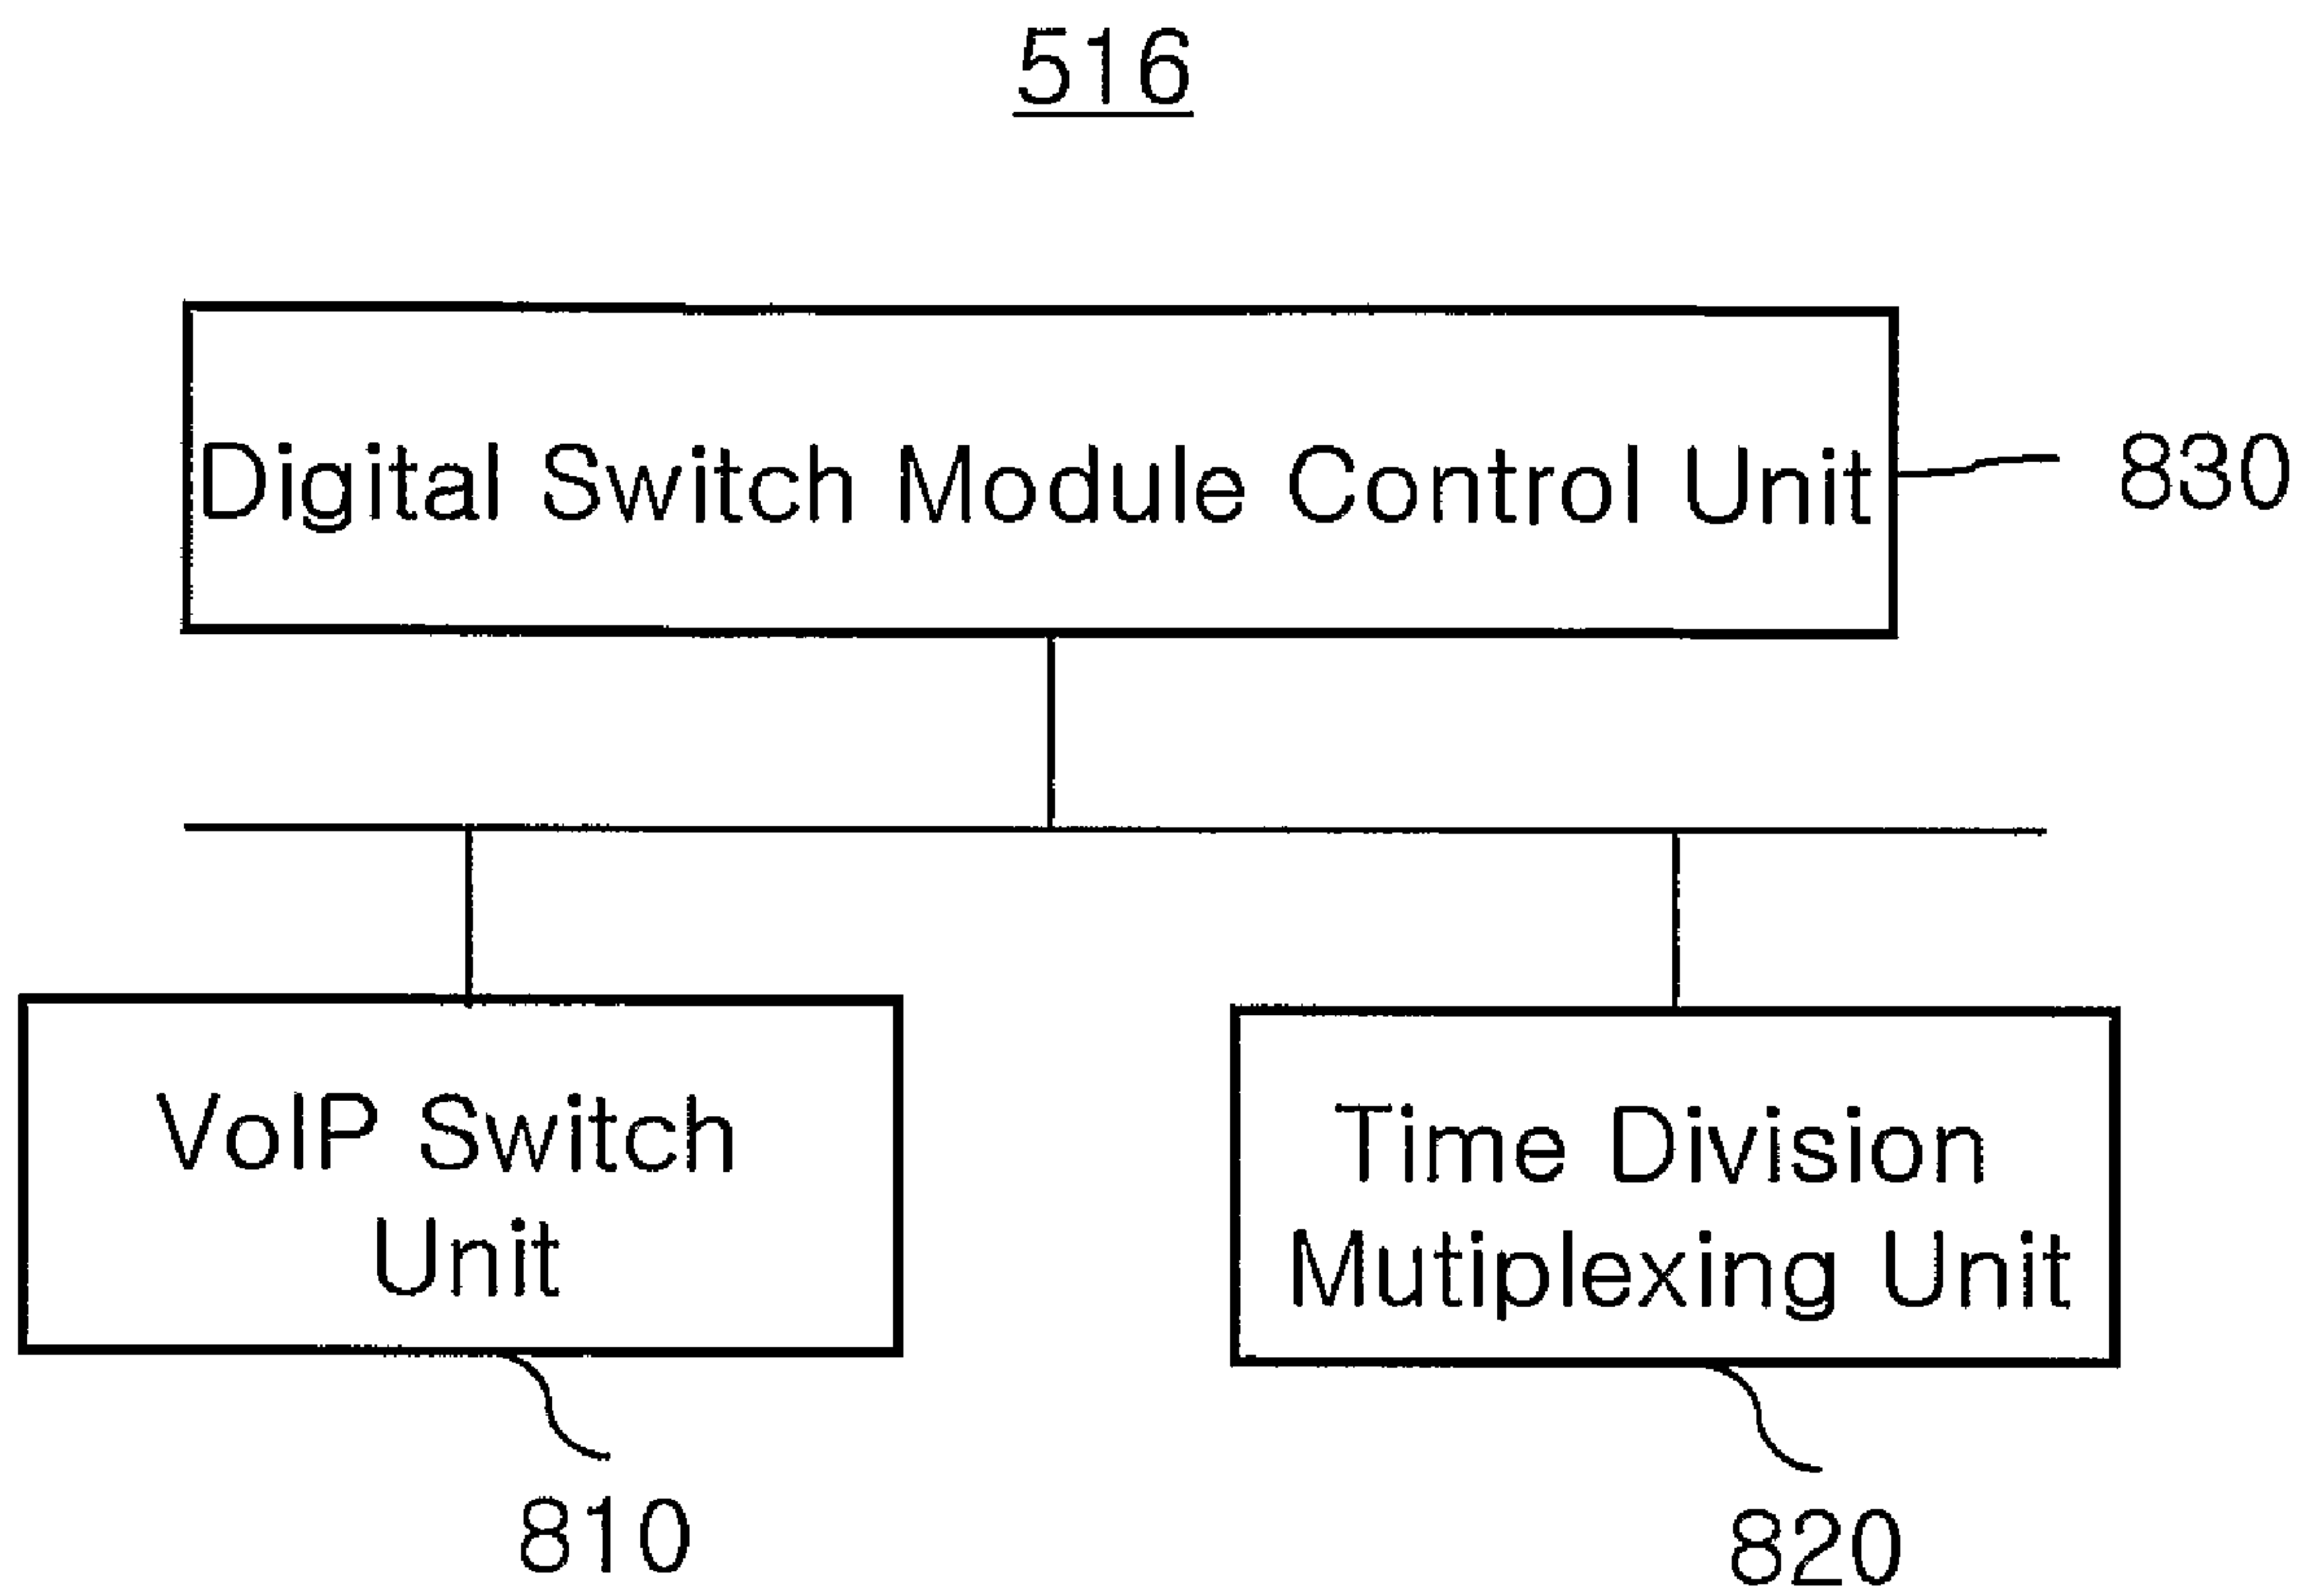 516
Digital Switch Module Control Unit
830
VoIP Switch
Unit
Time Division
Mutiplexing Unit
810
820